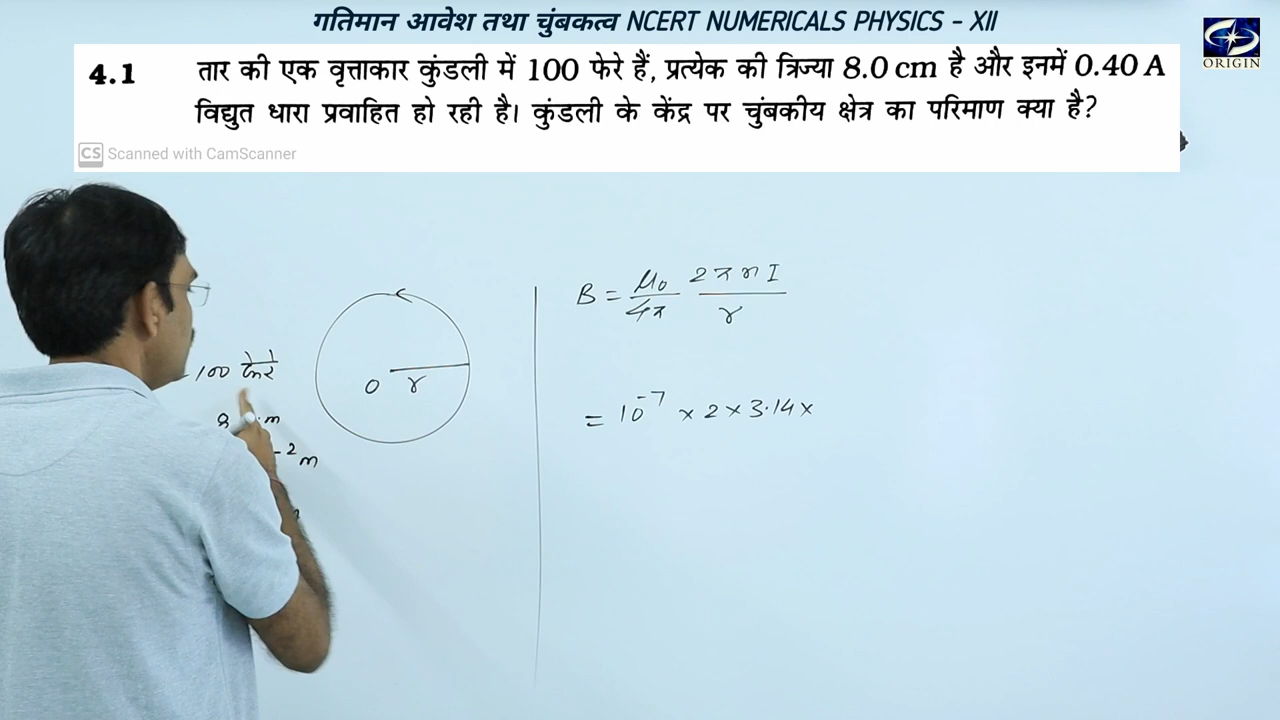 गतिमान आवेश तथा चुंबकत्व NCERT NUMERICALS PHYSICS - XII
ORIGIN
4.1 तार की एक वृत्ताकार कुंडली में 100 फेरे हैं, प्रत्येक की त्रिज्या 8.0 cm है और इनमें 0.40 A
विद्युत धारा प्रवाहित हो रही है। कुंडली के केंद्र पर चुंबकीय क्षेत्र का परिमाण क्या है?
CS Scanned with CamScanner
B = μ₀/4π 2πnI/r
100 फेरे
O r
= 10⁻⁷ × 2 × 3.14 ×
8 m
-2 m